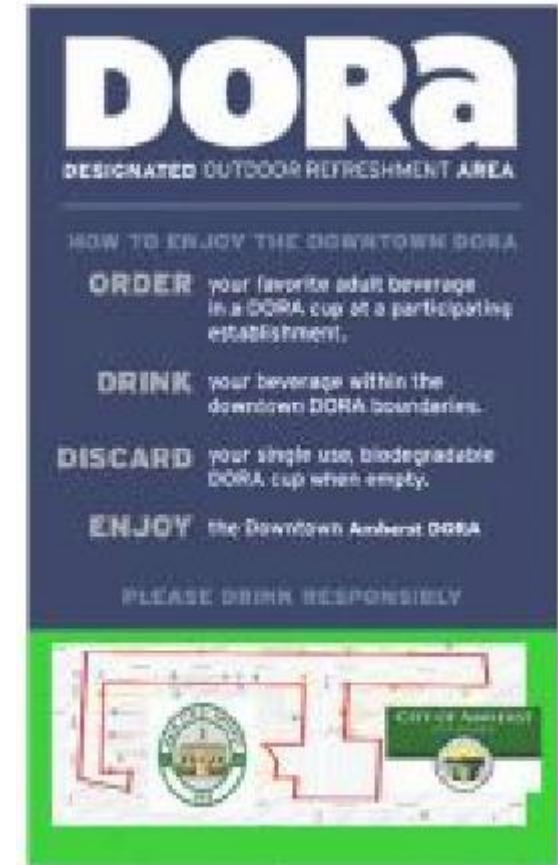 DORa
DESIGNATED OUTDOOR REFRESHMENT AREA
HOW TO ENJOY THE DOWNTOWN DORA
ORDER your favorite adult beverage
in a DORA cup at a participating
establishment.
DRINK your beverage within the
downtown DORA boundaries.
DISCARD your single use, biodegradable
DORA cup when empty.
ENJOY the Downtown Amherst DORA
PLEASE DRINK RESPONSIBLY
CITY OF AMHERST